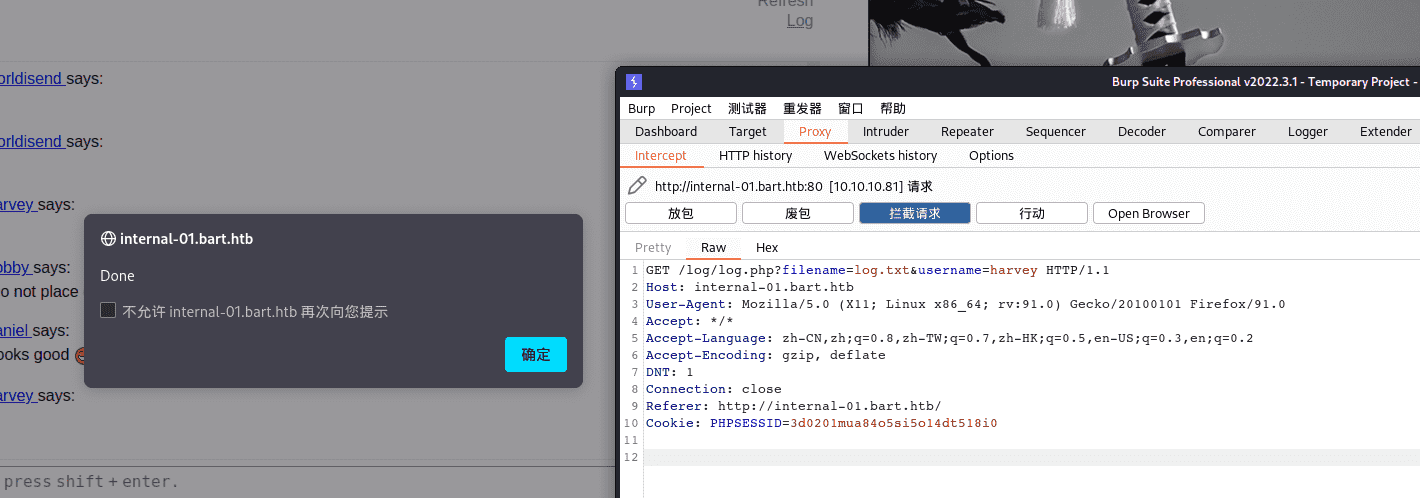 Refresh
Log
orldisend says:
orldisend says:
arvey says:
obby says:
o not place
aniel says:
ooks good
arvey says:
press shift + enter.
internal-01.bart.htb
Done
不允许 internal-01.bart.htb 再次向您提示
确定
Burp Suite Professional v2022.3.1 - Temporary Project -
Burp Project 测试器 重发器 窗口 帮助
Dashboard Target Proxy Intruder Repeater Sequencer Decoder Comparer Logger Extender
Intercept HTTP history WebSockets history Options
http://internal-01.bart.htb:80 [10.10.10.81] 请求
放包 废包 拦截请求 行动 Open Browser
Pretty Raw Hex
1 GET /log/log.php?filename=log.txt&username=harvey HTTP/1.1
2 Host: internal-01.bart.htb
3 User-Agent: Mozilla/5.0 (X11; Linux x86_64; rv:91.0) Gecko/20100101 Firefox/91.0
4 Accept: */*
5 Accept-Language: zh-CN,zh;q=0.8,zh-TW;q=0.7,zh-HK;q=0.5,en-US;q=0.3,en;q=0.2
6 Accept-Encoding: gzip, deflate
7 DNT: 1
8 Connection: close
9 Referer: http://internal-01.bart.htb/
10 Cookie: PHPSESSID=3d0201mua84o5si5o14dt518i0
11
12